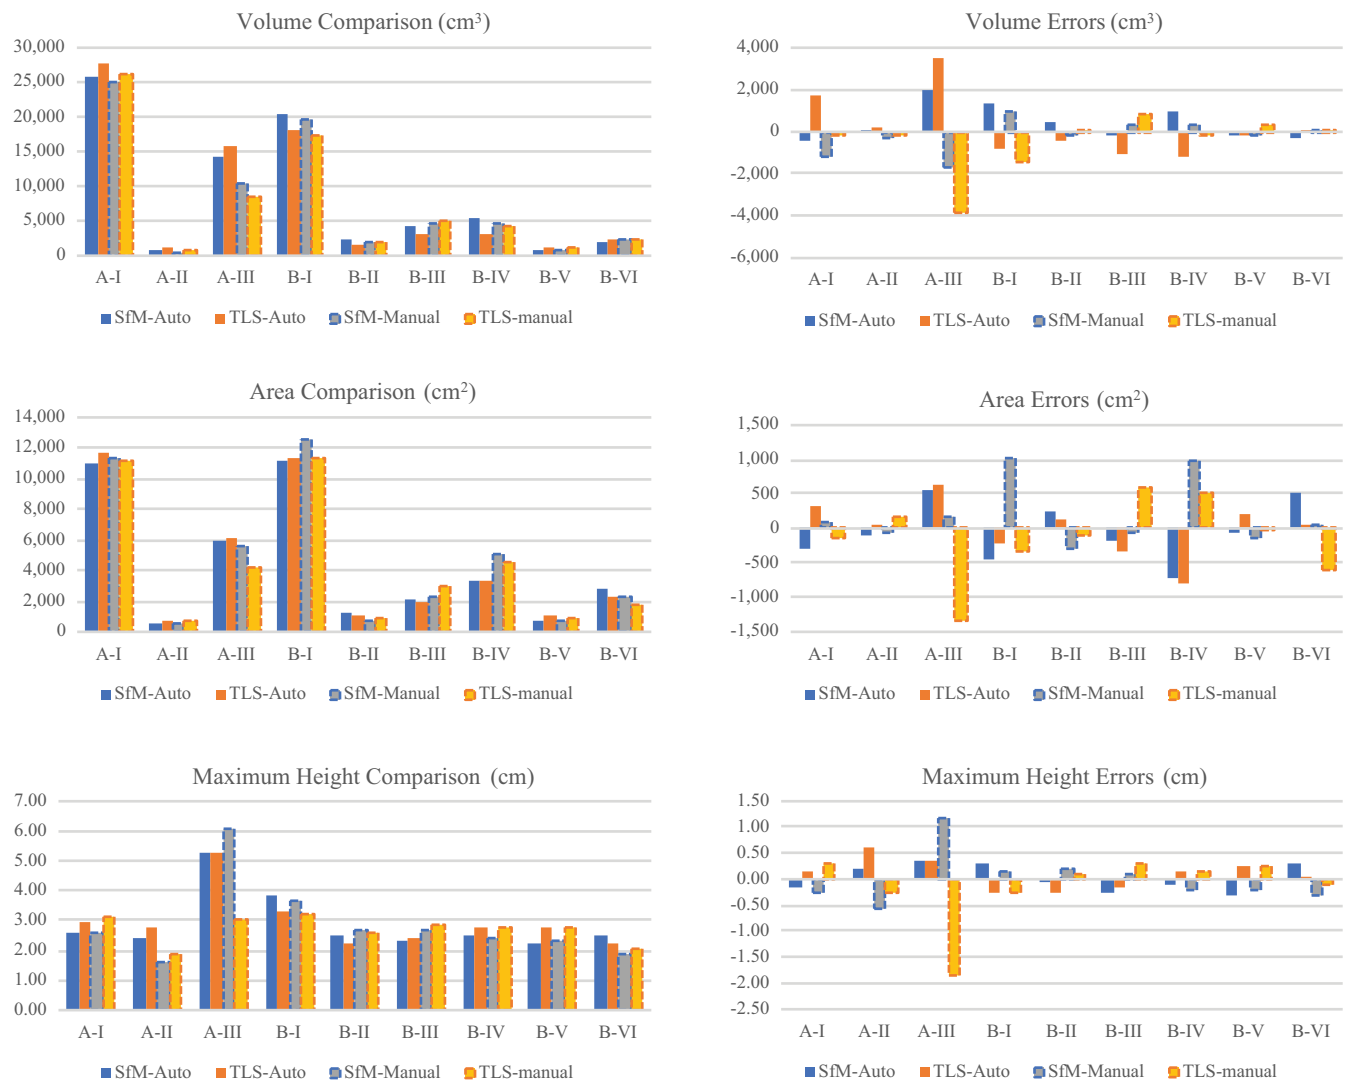 Volume Comparison (cm³)
30,000
25,000
20,000
15,000
10,000
5,000
0
A-I A-II A-III B-I B-II B-III B-IV B-V B-VI
SfM-Auto TLS-Auto SfM-Manual TLS-manual
Volume Errors (cm³)
4,000
2,000
0
-2,000
-4,000
-6,000
A-I A-II A-III B-I B-II B-III B-IV B-V B-VI
SfM-Auto TLS-Auto SfM-Manual TLS-manual
Area Comparison (cm²)
14,000
12,000
10,000
8,000
6,000
4,000
2,000
0
A-I A-II A-III B-I B-II B-III B-IV B-V B-VI
SfM-Auto TLS-Auto SfM-Manual TLS-manual
Area Errors (cm²)
1,500
1,000
500
0
-500
-1,000
-1,500
A-I A-II A-III B-I B-II B-III B-IV B-V B-VI
SfM-Auto TLS-Auto SfM-Manual TLS-manual
Maximum Height Comparison (cm)
7.00
6.00
5.00
4.00
3.00
2.00
1.00
0.00
A-I A-II A-III B-I B-II B-III B-IV B-V B-VI
SfM-Auto TLS-Auto SfM-Manual TLS-manual
Maximum Height Errors (cm)
1.50
1.00
0.50
0.00
-0.50
-1.00
-1.50
-2.00
-2.50
A-I A-II A-III B-I B-II B-III B-IV B-V B-VI
SfM-Auto TLS-Auto SfM-Manual TLS-manual